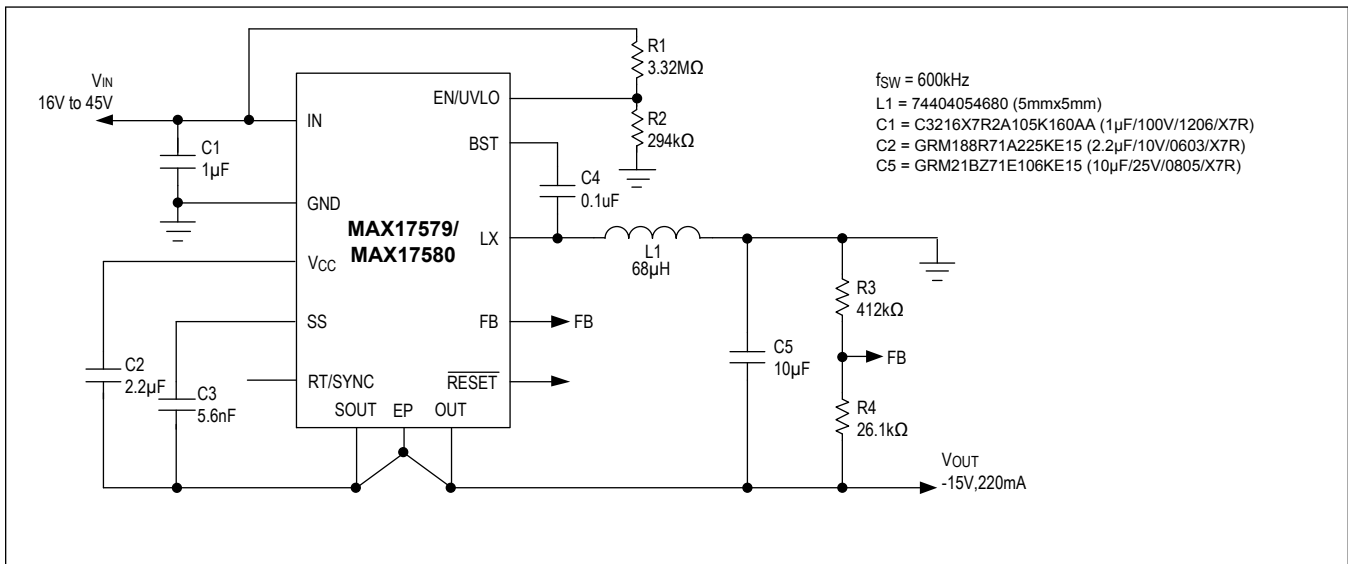 R1
3.32MΩ
VIN
16V to 45V
EN/UVLO
IN
R2
294kΩ
BST
C1
1µF
C4
0.1uF
GND
MAX17579/
MAX17580
LX
L1
68µH
VCC
R3
412kΩ
SS
FB
FB
C5
10µF
FB
C2
2.2µF
RT/SYNC
RESET
C3
5.6nF
SOUT
EP
OUT
R4
26.1kΩ
VOUT
-15V,220mA
fSW = 600kHz
L1 = 74404054680 (5mmx5mm)
C1 = C3216X7R2A105K160AA (1µF/100V/1206/X7R)
C2 = GRM188R71A225KE15 (2.2µF/10V/0603/X7R)
C5 = GRM21BZ71E106KE15 (10µF/25V/0805/X7R)